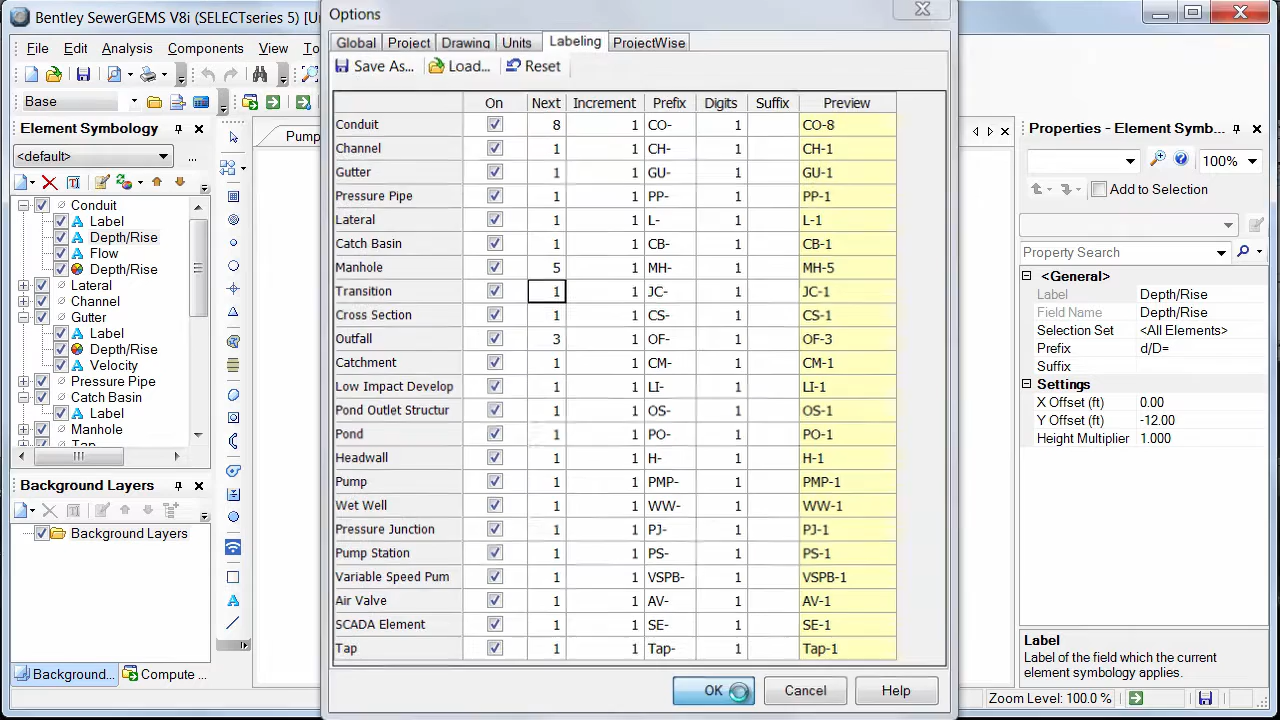 Bentley SewerGEMS V8i (SELECTseries 5) [Un
File Edit Analysis Components View To
Base
Element Symbology
<default>
Conduit
Label
Depth/Rise
Flow
Depth/Rise
Lateral
Channel
Gutter
Label
Depth/Rise
Velocity
Pressure Pipe
Catch Basin
Label
Manhole
Tap
Background Layers
Background Layers
Background... Compute ...
Pump
Options
Global Project Drawing Units Labeling ProjectWise
Save As... Load... Reset
On Next Increment Prefix Digits Suffix Preview
Conduit 8 1 CO- 1 CO-8
Channel 1 1 CH- 1 CH-1
Gutter 1 1 GU- 1 GU-1
Pressure Pipe 1 1 PP- 1 PP-1
Lateral 1 1 L- 1 L-1
Catch Basin 1 1 CB- 1 CB-1
Manhole 5 1 MH- 1 MH-5
Transition 1 1 JC- 1 JC-1
Cross Section 1 1 CS- 1 CS-1
Outfall 3 1 OF- 1 OF-3
Catchment 1 1 CM- 1 CM-1
Low Impact Develop 1 1 LI- 1 LI-1
Pond Outlet Structur 1 1 OS- 1 OS-1
Pond 1 1 PO- 1 PO-1
Headwall 1 1 H- 1 H-1
Pump 1 1 PMP- 1 PMP-1
Wet Well 1 1 WW- 1 WW-1
Pressure Junction 1 1 PJ- 1 PJ-1
Pump Station 1 1 PS- 1 PS-1
Variable Speed Pum 1 1 VSPB- 1 VSPB-1
Air Valve 1 1 AV- 1 AV-1
SCADA Element 1 1 SE- 1 SE-1
Tap 1 1 Tap- 1 Tap-1
OK Cancel Help
Properties - Element Symb...
100%
Add to Selection
Property Search
<General>
Label Depth/Rise
Field Name Depth/Rise
Selection Set <All Elements>
Prefix d/D=
Suffix
Settings
X Offset (ft) 0.00
Y Offset (ft) -12.00
Height Multiplier 1.000
Label
Label of the field which the current
element symbology applies.
Zoom Level: 100.0 %